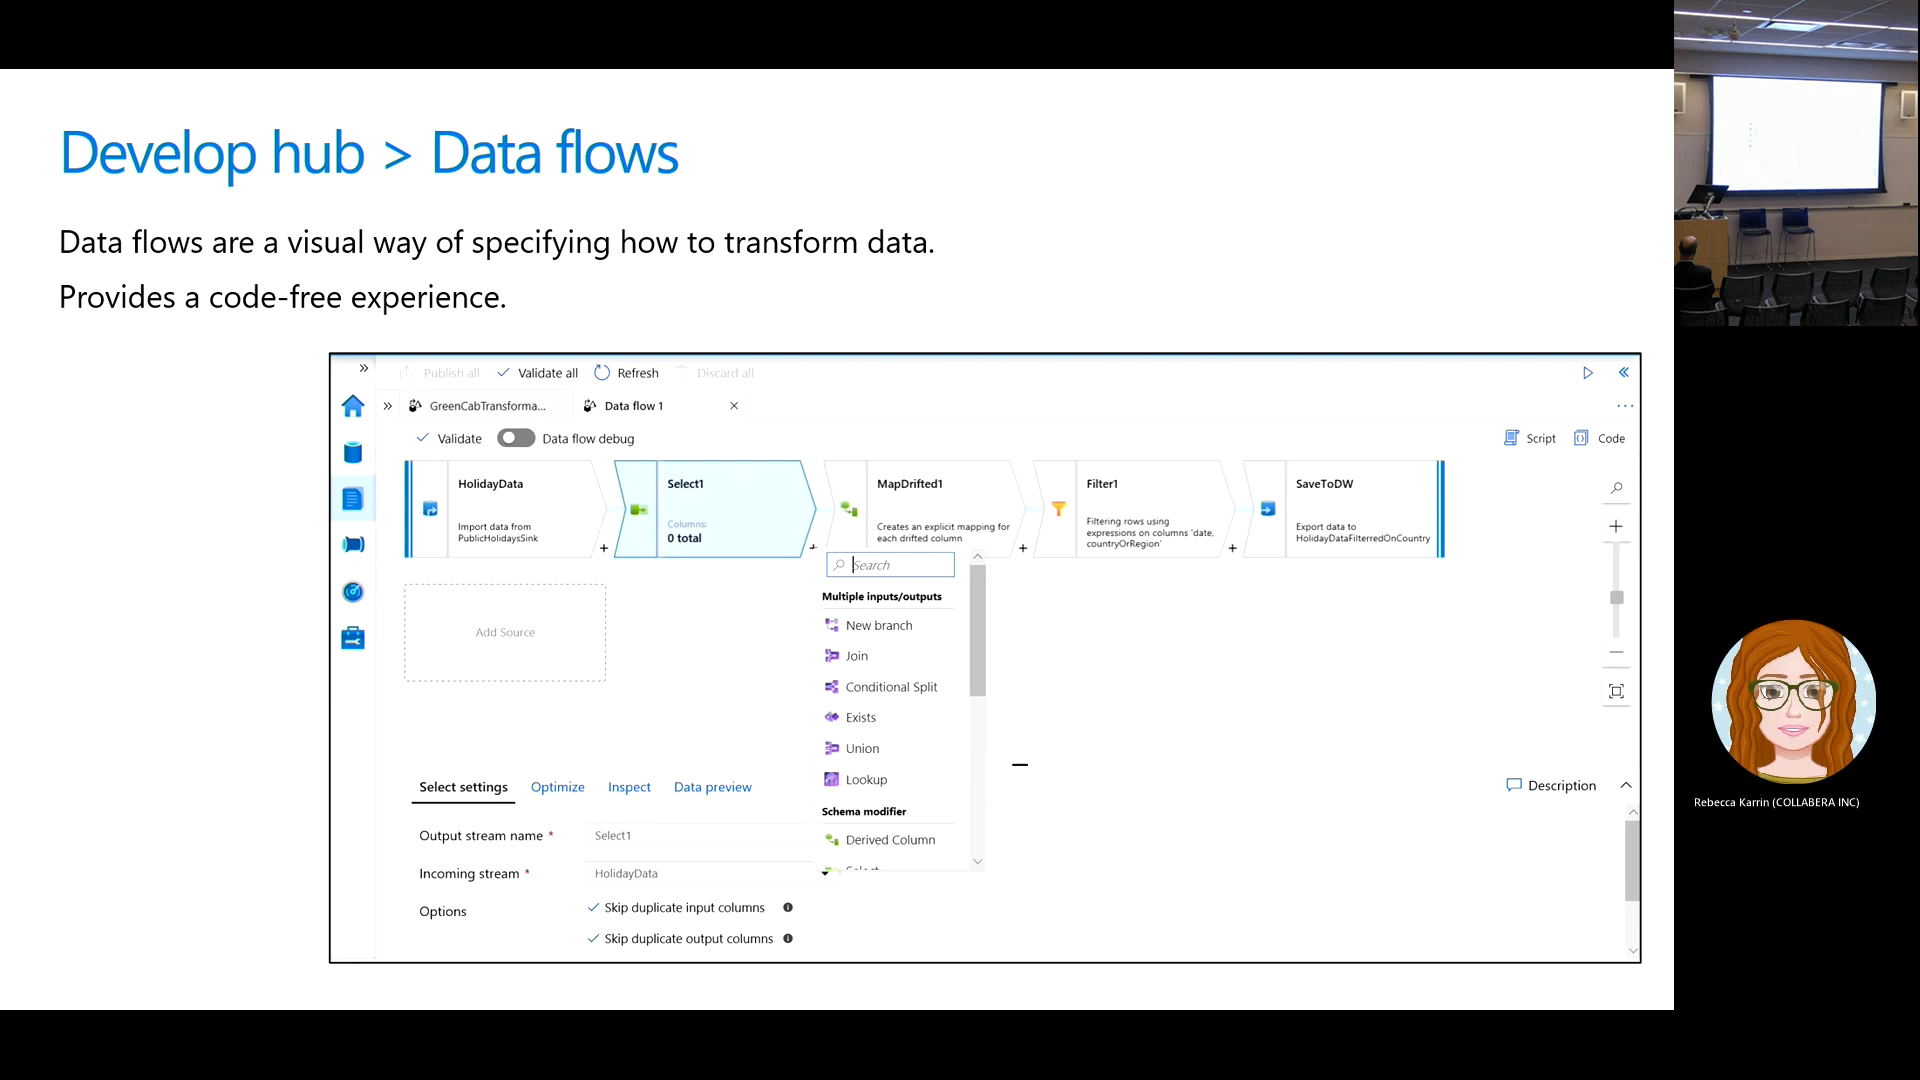 Develop hub > Data flows
Data flows are a visual way of specifying how to transform data.
Provides a code-free experience.
Publish all
Validate all
Refresh
Discard all
GreenCabTransforma...
Data flow 1
Validate
Data flow debug
Script
Code
HolidayData
Import data from
PublicHolidaysSink
Select1
Columns:
0 total
MapDrifted1
Creates an explicit mapping for
each drifted column
Filter1
Filtering rows using
expressions on columns 'date,
countryOrRegion'
SaveToDW
Export data to
HolidayDataFilterredOnCountry
Add Source
Search
Multiple inputs/outputs
New branch
Join
Conditional Split
Exists
Union
Lookup
Schema modifier
Derived Column
Select
Select settings
Optimize
Inspect
Data preview
Description
Output stream name *
Select1
Incoming stream *
HolidayData
Options
Skip duplicate input columns
Skip duplicate output columns
Rebecca Karrin (COLLABERA INC)